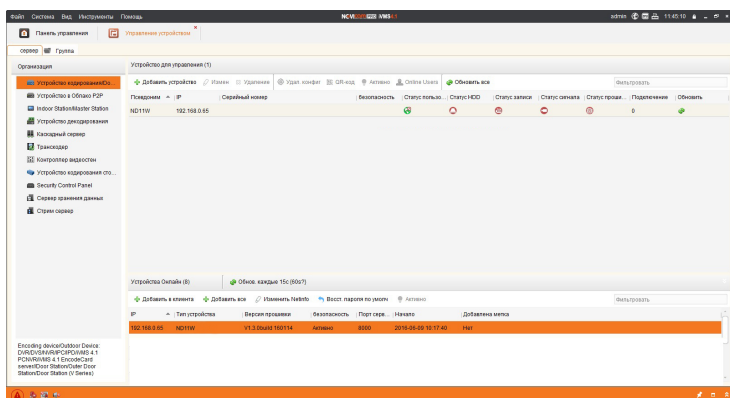 Файл Система Вид Инструменты Помощь
admin 11:45:10
Панель управления Управление устройством
сервер Группа
Организация
Устройство кодирования/Do...
Устройство в Облако P2P
Indoor Station/Master Station
Устройство декодирования
Каскадный сервер
Транскодер
Контроллер видеостен
Устройство кодирования сто...
Security Control Panel
Сервер хранения данных
Стрим сервер
Encoding device/Outdoor Device:
DVR/DVS/NVR/IPC/IPD/iVMS 4.1
PCNVR/iVMS 4.1 EncodeCard
server/Door Station/Outer Door
Station/Door Station (V Series)
Устройство для управления (1)
Добавить устройство Измен Удаление Удал. конфиг QR-код Активно Online Users Обновить все Фильтровать
Псевдоним IP Серийный номер безопасность Статус пользо... Статус HDD Статус записи Статус сигнала Статус проши... Подключение Обновить
ND11W 192.168.0.65 0
Устройства Онлайн (8) Обнов. каждые 15с (60s?)
Добавить в клиента Добавить все Изменить Netinfo Восст. пароля по умолч Активно Фильтровать
IP Тип устройства Версия прошивки безопасность Порт серв... Начало Добавлена метка
192.168.0.65 ND11W V1.3.0build 160114 Активно 8000 2016-06-09 10:17:40 Нет